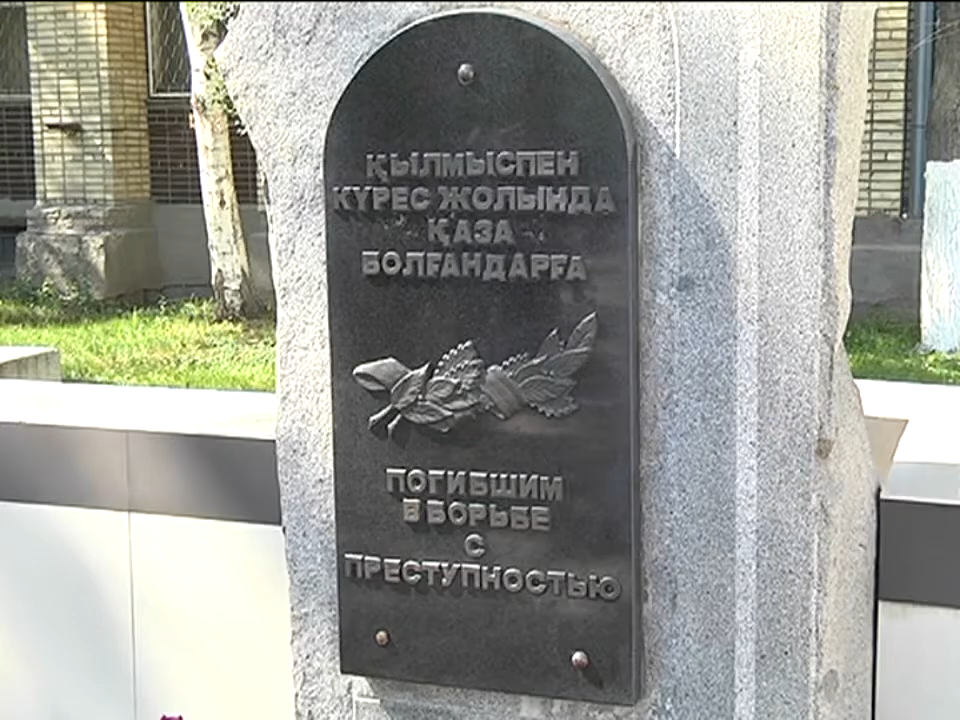 ҚЫЛМЫСПЕН
КҮРЕС ЖОЛЫНДА
ҚАЗА
БОЛҒАНДАРҒА
ПОГИБШИМ
В БОРЬБЕ
С
ПРЕСТУПНОСТЬЮ